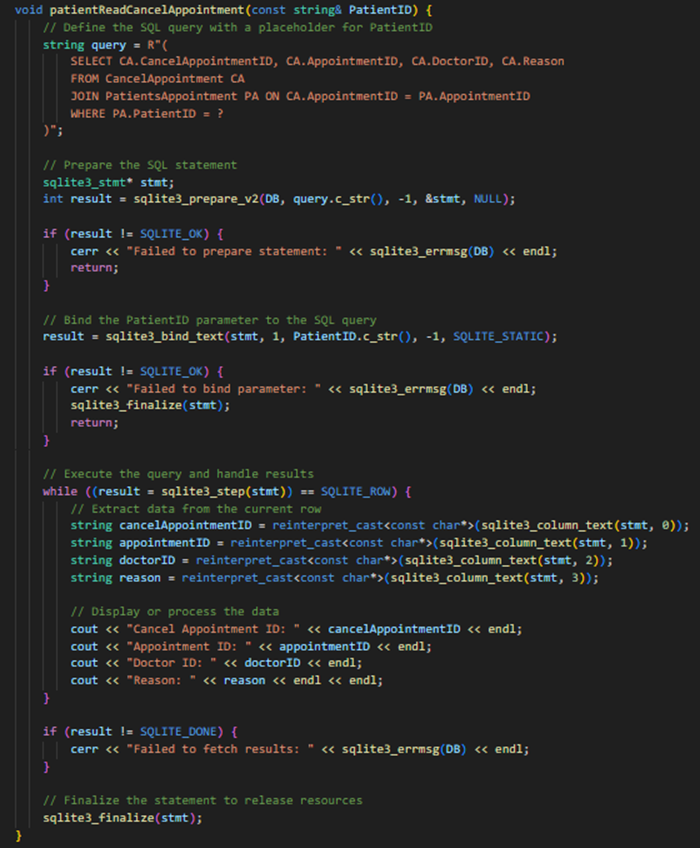 void patientReadCancelAppointment(const string& PatientID) {
    // Define the SQL query with a placeholder for PatientID
    string query = R"(
        SELECT CA.CancelAppointmentID, CA.AppointmentID, CA.DoctorID, CA.Reason
        FROM CancelAppointment CA
        JOIN PatientsAppointment PA ON CA.AppointmentID = PA.AppointmentID
        WHERE PA.PatientID = ?
    )";

    // Prepare the SQL statement
    sqlite3_stmt* stmt;
    int result = sqlite3_prepare_v2(DB, query.c_str(), -1, &stmt, NULL);

    if (result != SQLITE_OK) {
        cerr << "Failed to prepare statement: " << sqlite3_errmsg(DB) << endl;
        return;
    }

    // Bind the PatientID parameter to the SQL query
    result = sqlite3_bind_text(stmt, 1, PatientID.c_str(), -1, SQLITE_STATIC);

    if (result != SQLITE_OK) {
        cerr << "Failed to bind parameter: " << sqlite3_errmsg(DB) << endl;
        sqlite3_finalize(stmt);
        return;
    }

    // Execute the query and handle results
    while ((result = sqlite3_step(stmt)) == SQLITE_ROW) {
        // Extract data from the current row
        string cancelAppointmentID = reinterpret_cast<const char*>(sqlite3_column_text(stmt, 0));
        string appointmentID = reinterpret_cast<const char*>(sqlite3_column_text(stmt, 1));
        string doctorID = reinterpret_cast<const char*>(sqlite3_column_text(stmt, 2));
        string reason = reinterpret_cast<const char*>(sqlite3_column_text(stmt, 3));

        // Display or process the data
        cout << "Cancel Appointment ID: " << cancelAppointmentID << endl;
        cout << "Appointment ID: " << appointmentID << endl;
        cout << "Doctor ID: " << doctorID << endl;
        cout << "Reason: " << reason << endl << endl;
    }

    if (result != SQLITE_DONE) {
        cerr << "Failed to fetch results: " << sqlite3_errmsg(DB) << endl;
    }

    // Finalize the statement to release resources
    sqlite3_finalize(stmt);
}